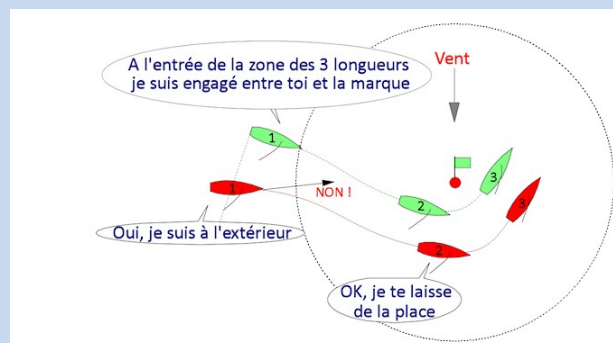 A l'entrée de la zone des 3 longueurs
je suis engagé entre toi et la marque
Vent
1
1
NON !
3
2
3
Oui, je suis à l'extérieur
2
OK, je te laisse
de la place